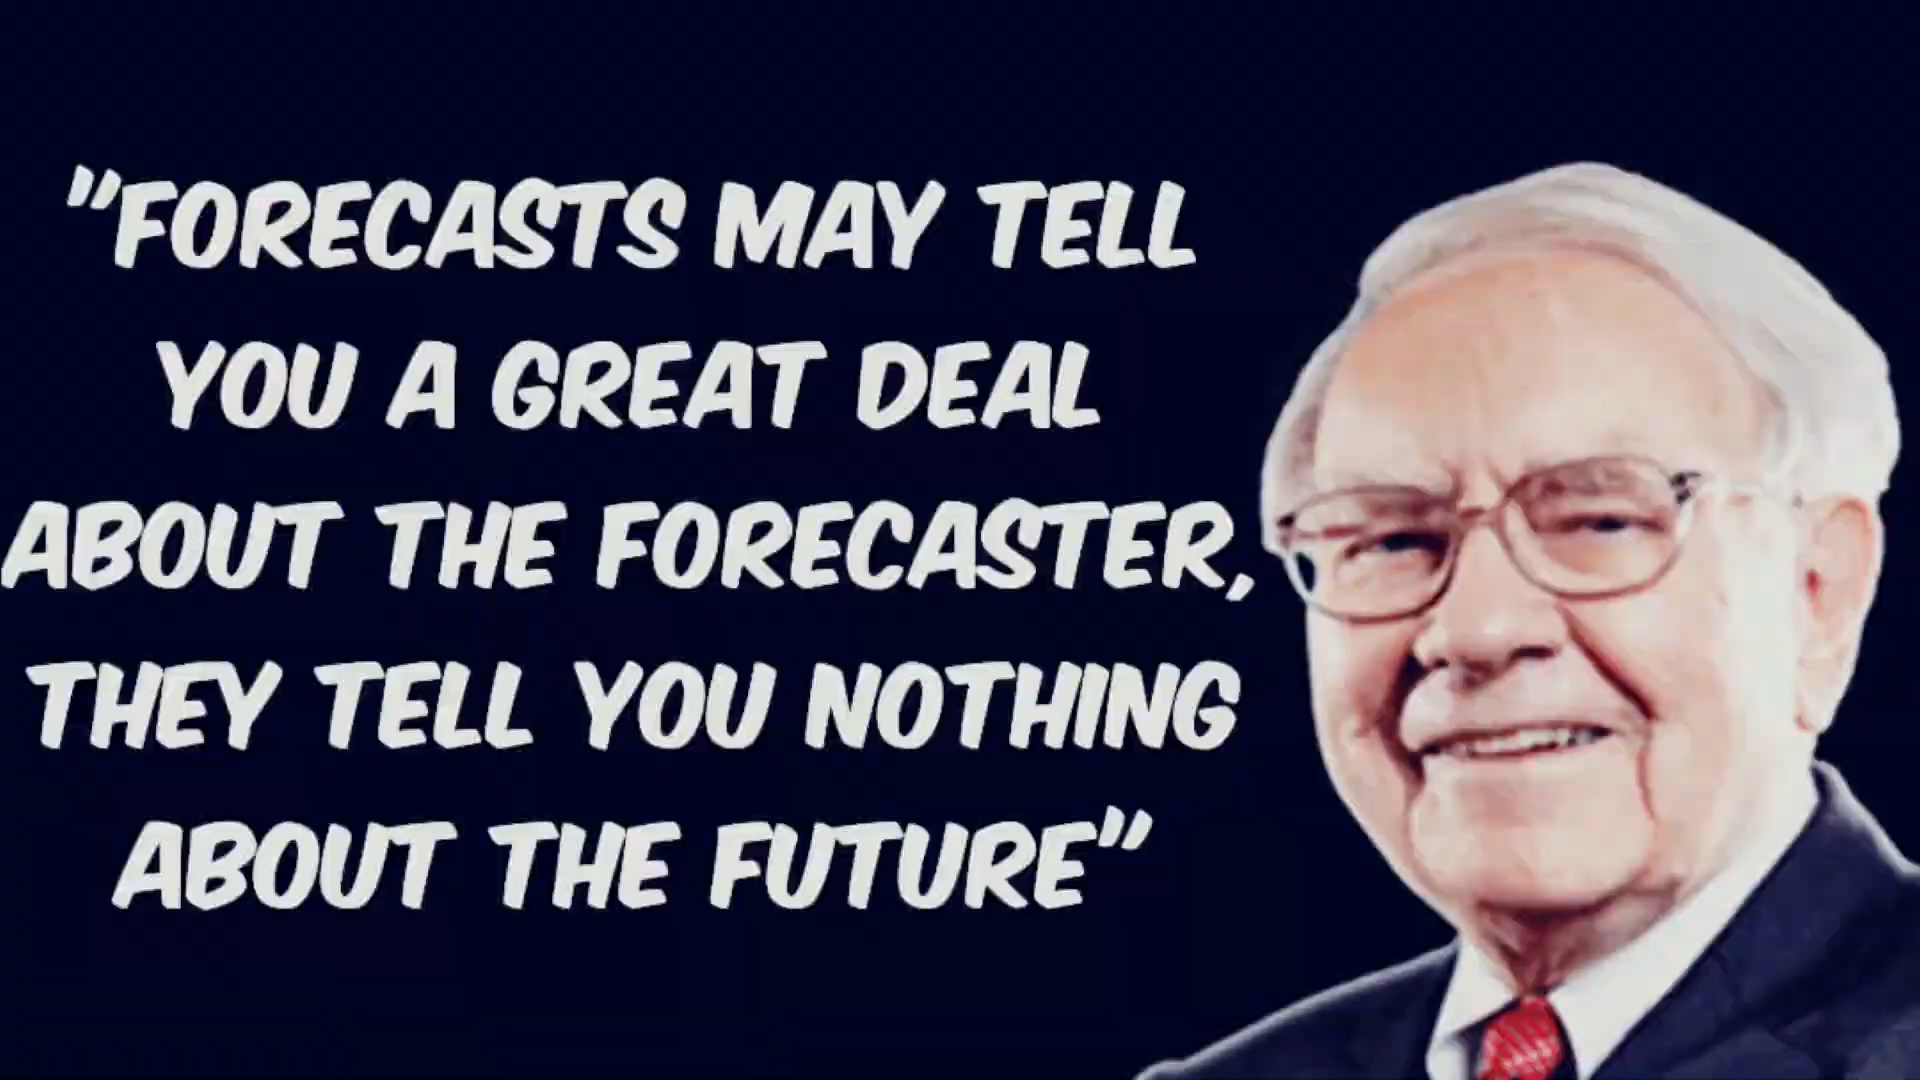 "FORECASTS MAY TELL
YOU A GREAT DEAL
ABOUT THE FORECASTER,
THEY TELL YOU NOTHING
ABOUT THE FUTURE"